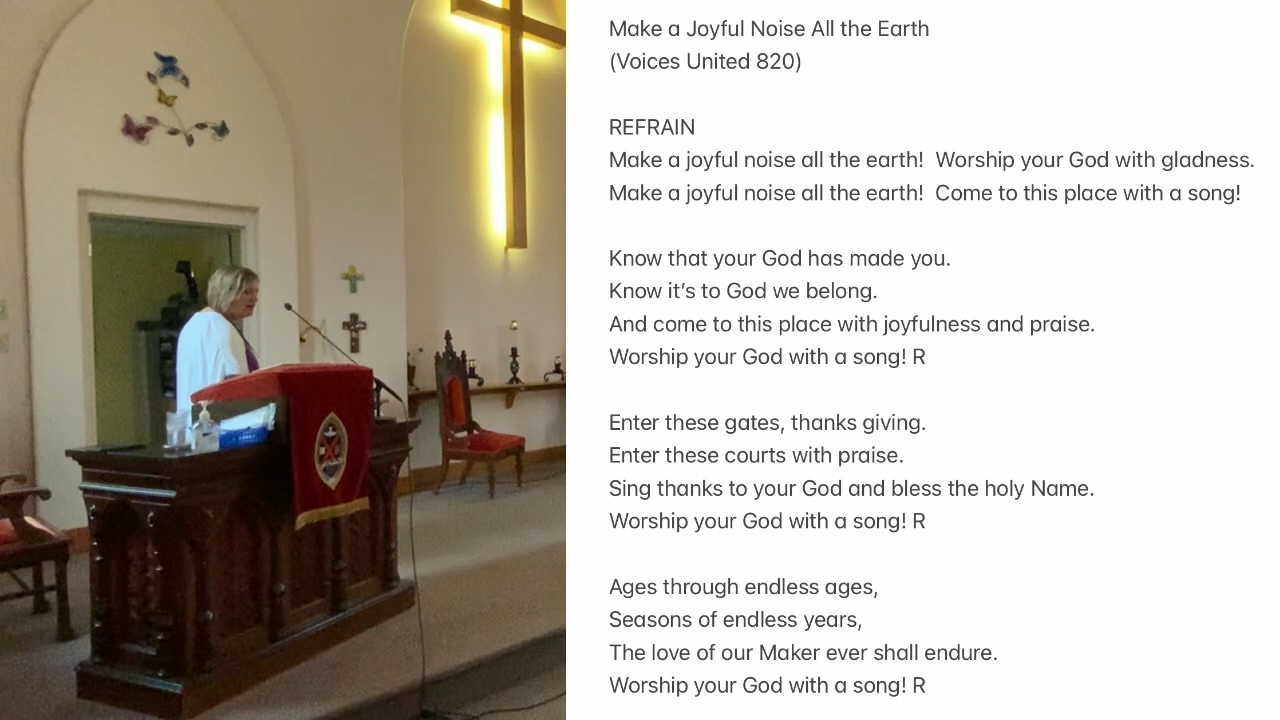 Make a Joyful Noise All the Earth
(Voices United 820)
REFRAIN
Make a joyful noise all the earth!  Worship your God with gladness.
Make a joyful noise all the earth!  Come to this place with a song!
Know that your God has made you.
Know it’s to God we belong.
And come to this place with joyfulness and praise.
Worship your God with a song! R
Enter these gates, thanks giving.
Enter these courts with praise.
Sing thanks to your God and bless the holy Name.
Worship your God with a song! R
Ages through endless ages,
Seasons of endless years,
The love of our Maker ever shall endure.
Worship your God with a song! R